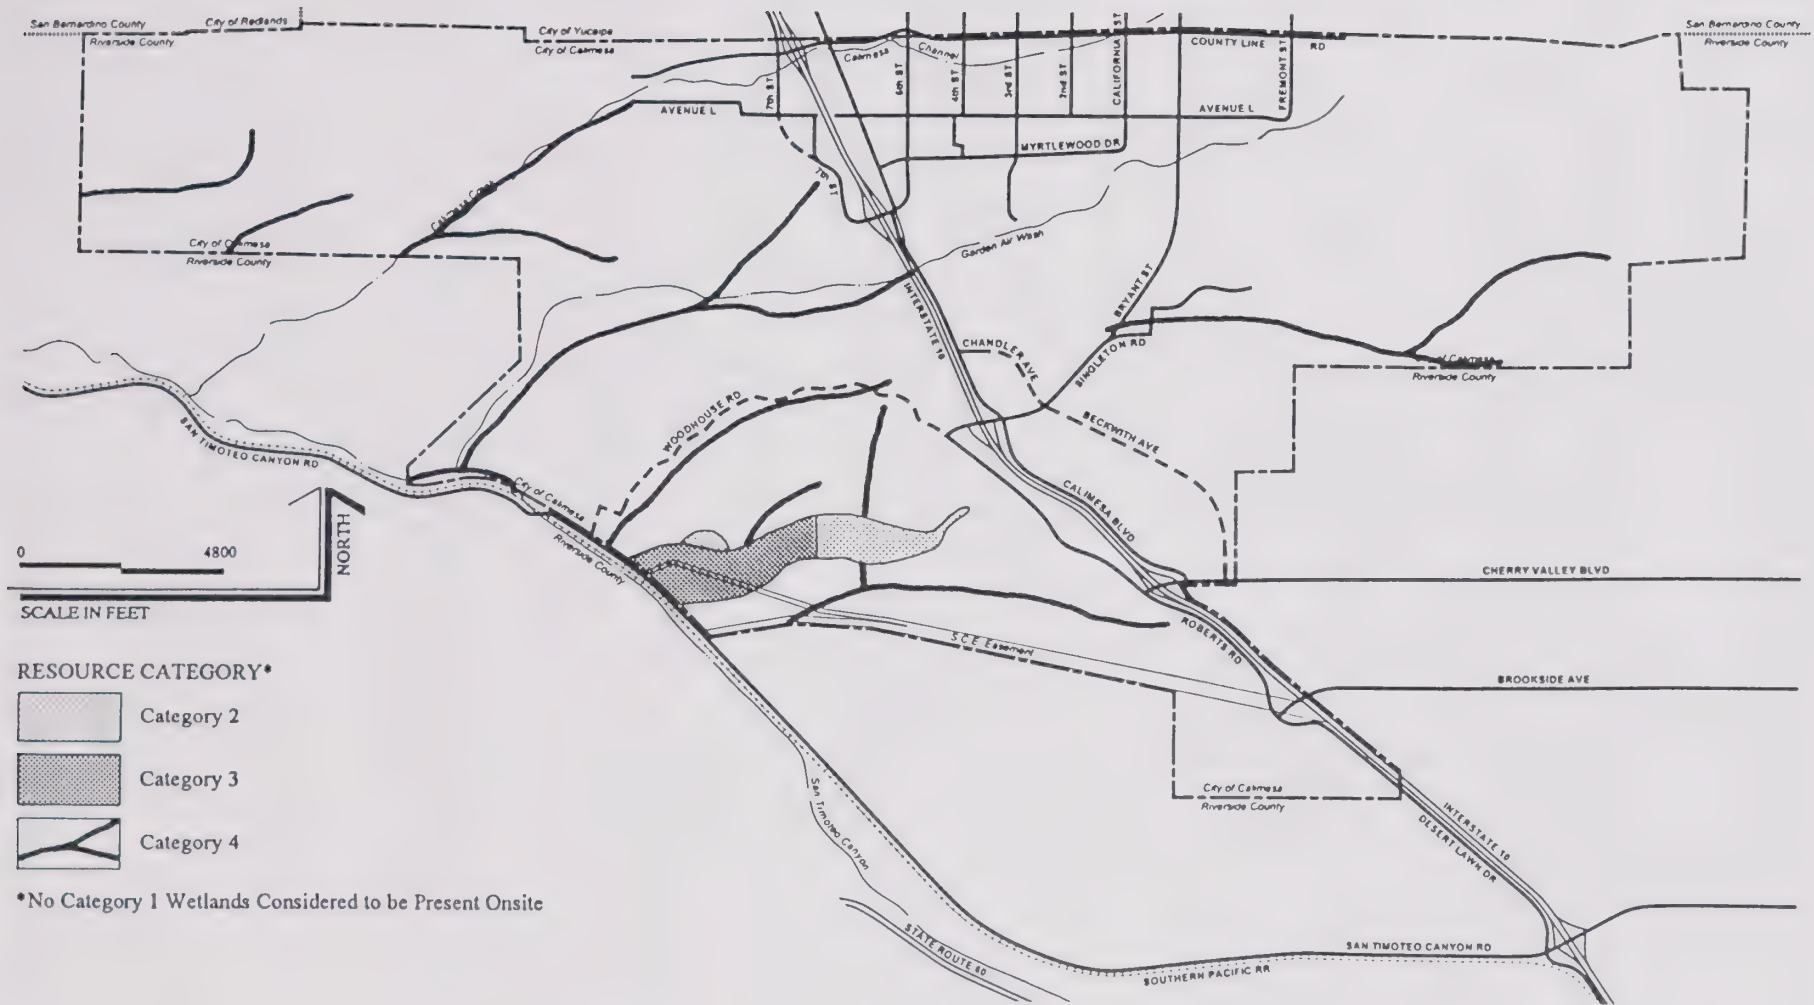 San Bernardino County
City of Redlands
Riverside County
City of Yucaipa
City of Calimesa
Calimesa
Channel
COUNTY LINE
RD
San Bernardino County
Riverside County
7th ST
6th ST
4th ST
3rd ST
2nd ST
CALIFORNIA ST
FREMONT ST
AVENUE L
AVENUE L
MYRTLEWOOD DR
7th ST
Calimesa Creek
City of Calimesa
Riverside County
Garden Air Wash
INTERSTATE 10
BRYANT ST
CHANDLER AVE
SINGLETON RD
City of Calimesa
Riverside County
WOODHOUSE RD
BECKWITH AVE
SAN TIMOTEO CANYON RD
City of Calimesa
Riverside County
CALIMESA BLVD
CHERRY VALLEY BLVD
0
4800
NORTH
SCALE IN FEET
ROBERTS RD
S.C.E. Easement
BROOKSIDE AVE
RESOURCE CATEGORY*
Category 2
Category 3
Category 4
*No Category 1 Wetlands Considered to be Present Onsite
City of Calimesa
Riverside County
San Timoteo Canyon
INTERSTATE 10
DESERT LAWN DR
STATE ROUTE 60
SAN TIMOTEO CANYON RD
SOUTHERN PACIFIC RR